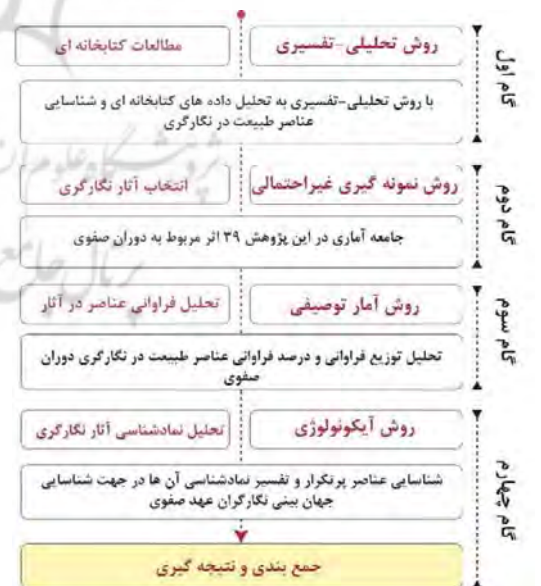 گام اول
روش تحلیلی-تفسیری
مطالعات کتابخانه ای
با روش تحلیلی-تفسیری به تحلیل داده های کتابخانه ای و شناسایی
عناصر طبیعت در نگارگری
گام دوم
روش نمونه گیری غیراحتمالی
انتخاب آثار نگارگری
جامعه آماری در این پژوهش ۳۹ اثر مربوط به دوران صفوی
گام سوم
روش آمار توصیفی
تحلیل فراوانی عناصر در آثار
تحلیل توزیع فراوانی و درصد فراوانی عناصر طبیعت در نگارگری دوران
صفوی
گام چهارم
روش آیکونولوژی
تحلیل نمادشناسی آثار نگارگری
شناسایی عناصر پرتکرار و تفسیر نمادشناسی آن ها در جهت شناسایی
جهان بینی نگارگران عهد صفوی
جمع بندی و نتیجه گیری
پژوهشگاه علوم
پرتال جامع